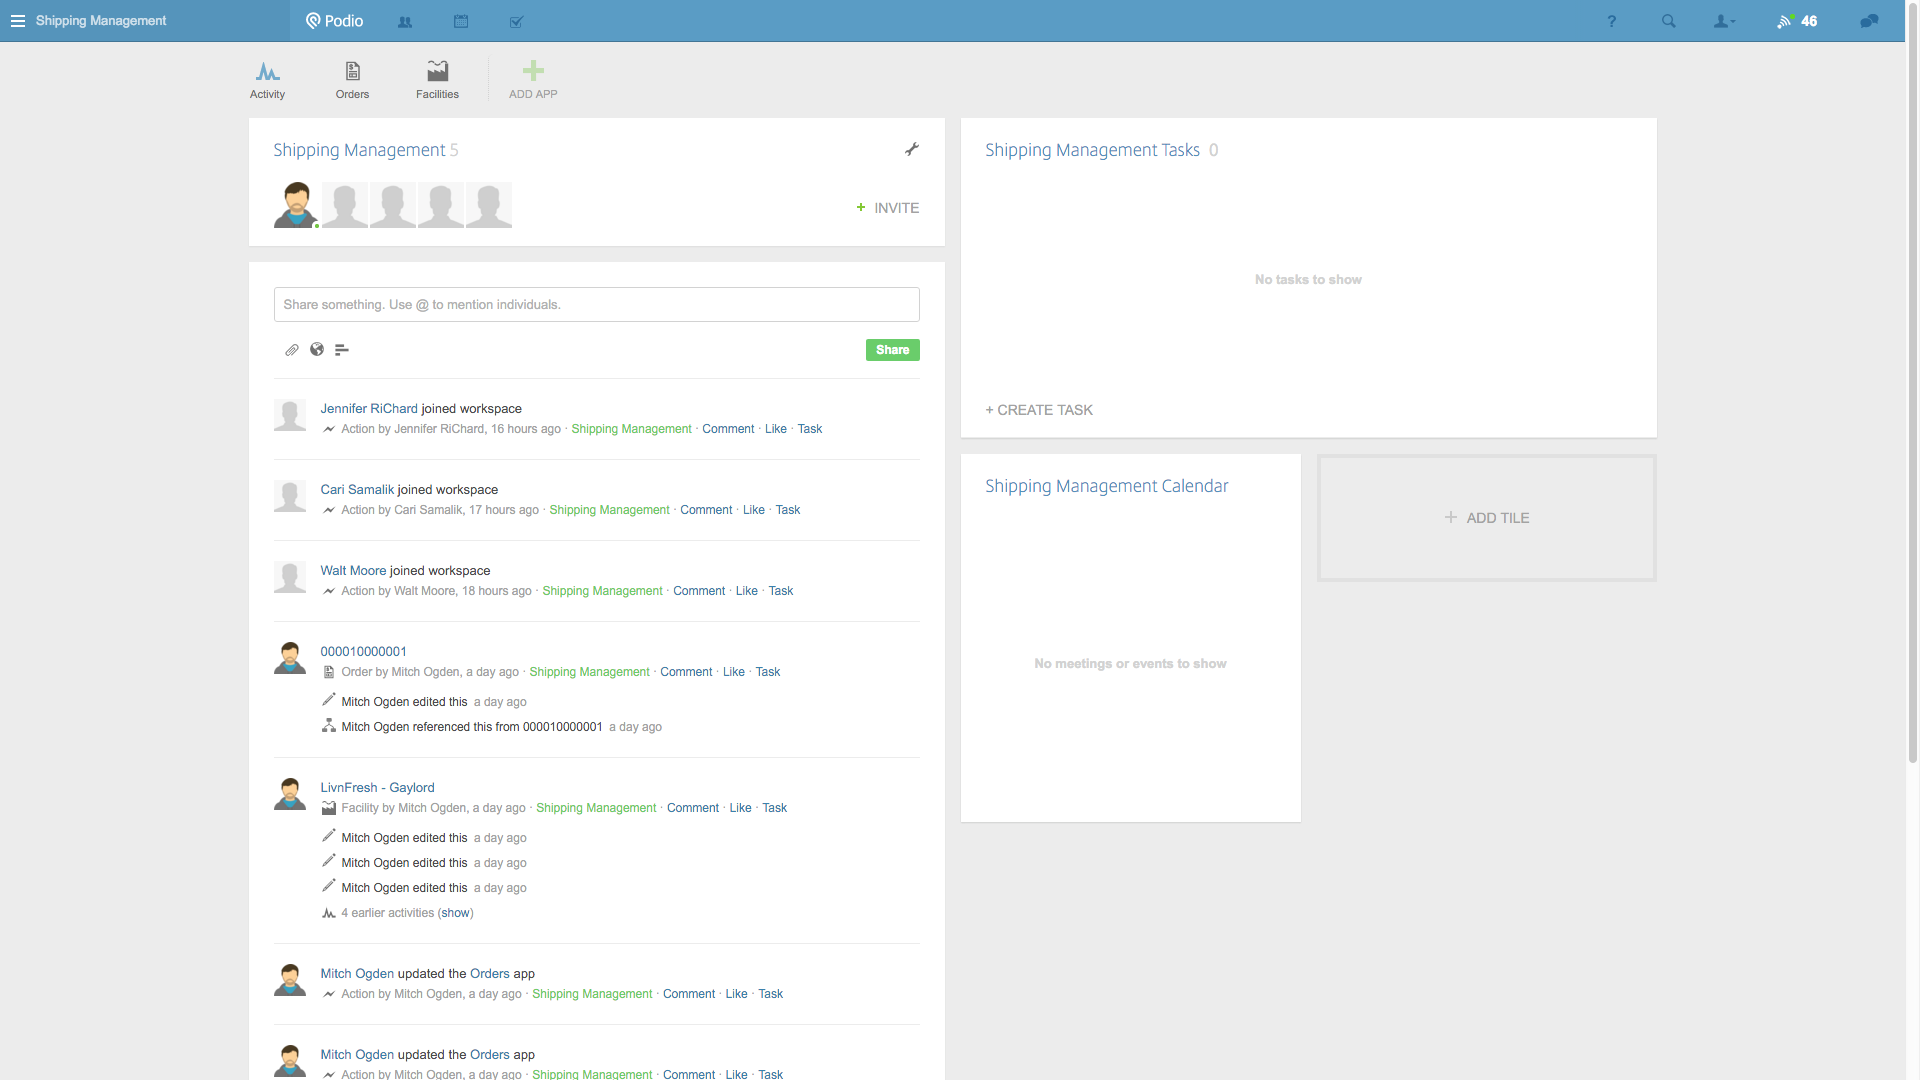 Shipping Management
Podio
?
46
Activity
Orders
Facilities
ADD APP
Shipping Management 5
+ INVITE
Share something. Use @ to mention individuals.
Share
Jennifer RiChard joined workspace
Action by Jennifer RiChard, 16 hours ago · Shipping Management · Comment · Like · Task
Cari Samalik joined workspace
Action by Cari Samalik, 17 hours ago · Shipping Management · Comment · Like · Task
Walt Moore joined workspace
Action by Walt Moore, 18 hours ago · Shipping Management · Comment · Like · Task
000010000001
Order by Mitch Ogden, a day ago · Shipping Management · Comment · Like · Task
Mitch Ogden edited this a day ago
Mitch Ogden referenced this from 000010000001 a day ago
LivnFresh - Gaylord
Facility by Mitch Ogden, a day ago · Shipping Management · Comment · Like · Task
Mitch Ogden edited this a day ago
Mitch Ogden edited this a day ago
Mitch Ogden edited this a day ago
4 earlier activities (show)
Mitch Ogden updated the Orders app
Action by Mitch Ogden, a day ago · Shipping Management · Comment · Like · Task
Mitch Ogden updated the Orders app
Action by Mitch Ogden, a day ago · Shipping Management · Comment · Like · Task
Shipping Management Tasks 0
No tasks to show
+ CREATE TASK
Shipping Management Calendar
No meetings or events to show
+ ADD TILE